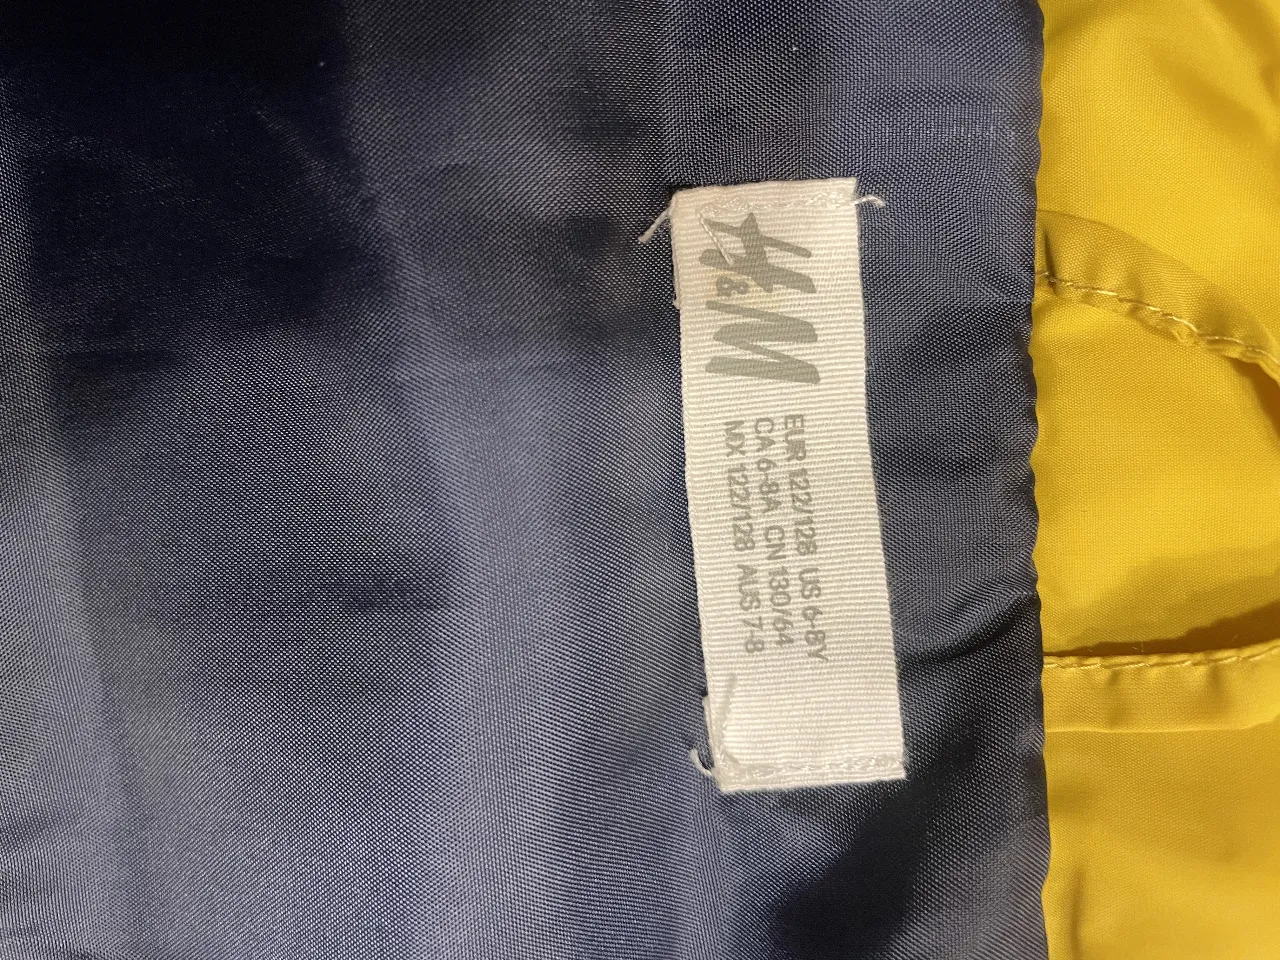 H&M
EUR 122/128 US 6-8Y
CA 6-8A CN 130/64
MX 122/128 AUS 7-8